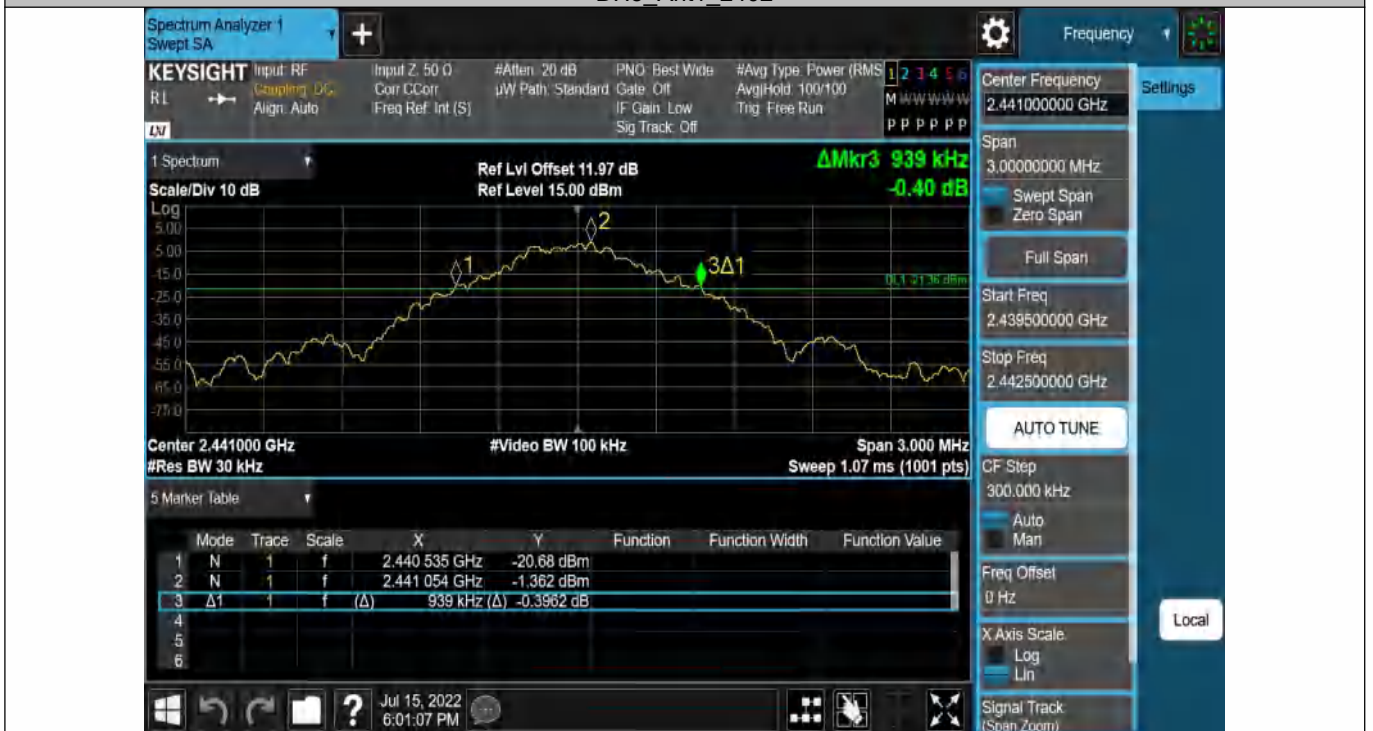 Spectrum Analyzer 1
Swept SA
+
Frequency
KEYSIGHT
RL
LXI
Input: RF
Coupling: DC
Align: Auto
Input Z: 50 Ω
Corr CCorr
Freq Ref: Int (S)
#Atten: 20 dB
µW Path: Standard
PNO: Best Wide
Gate: Off
IF Gain: Low
Sig Track: Off
#Avg Type: Power (RMS
Avg|Hold: 100/100
Trig: Free Run
1 2 3 4 5 6
M W W W W W
P P P P P P
1 Spectrum
Scale/Div 10 dB
Ref Lvl Offset 11.97 dB
Ref Level 15.00 dBm
ΔMkr3 939 kHz
-0.40 dB
Log
5.00
-5.00
-15.0
-25.0
-35.0
-45.0
-55.0
-65.0
-75.0
1
2
3Δ1
DL1 -21.36 dBm
Center 2.441000 GHz
#Video BW 100 kHz
Span 3.000 MHz
#Res BW 30 kHz
Sweep 1.07 ms (1001 pts)
5 Marker Table
Mode Trace Scale X Y Function Function Width Function Value
1 N 1 f 2.440 535 GHz -20.68 dBm
2 N 1 f 2.441 054 GHz -1.362 dBm
3 Δ1 1 f (Δ) 939 kHz (Δ) -0.3962 dB
4
5
6
Jul 15, 2022
6:01:07 PM
?
Center Frequency
2.441000000 GHz
Span
3.00000000 MHz
Swept Span
Zero Span
Full Span
Start Freq
2.439500000 GHz
Stop Freq
2.442500000 GHz
AUTO TUNE
CF Step
300.000 kHz
Auto
Man
Freq Offset
0 Hz
X Axis Scale
Log
Lin
Signal Track
(Span Zoom)
Settings
Local